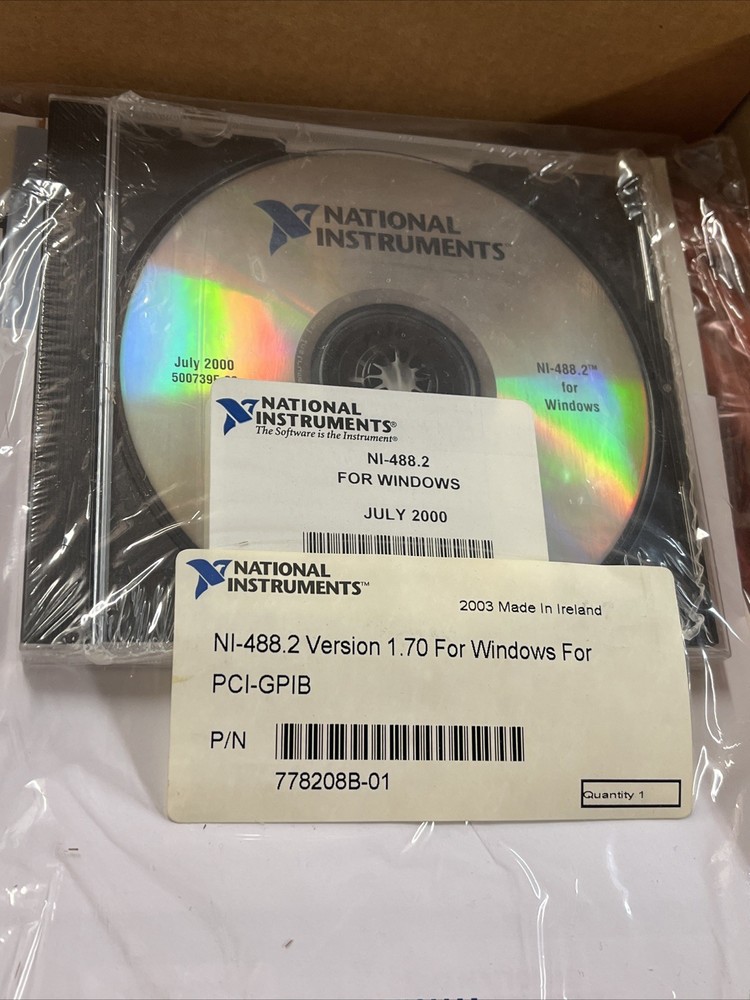 NATIONAL
INSTRUMENTS
July 2000
NI-488.2™
for
Windows
NATIONAL
INSTRUMENTS®
The Software is the Instrument®
NI-488.2
FOR WINDOWS
JULY 2000
NATIONAL
INSTRUMENTS™
2003 Made In Ireland
NI-488.2 Version 1.70 For Windows For
PCI-GPIB
P/N
778208B-01
Quantity 1